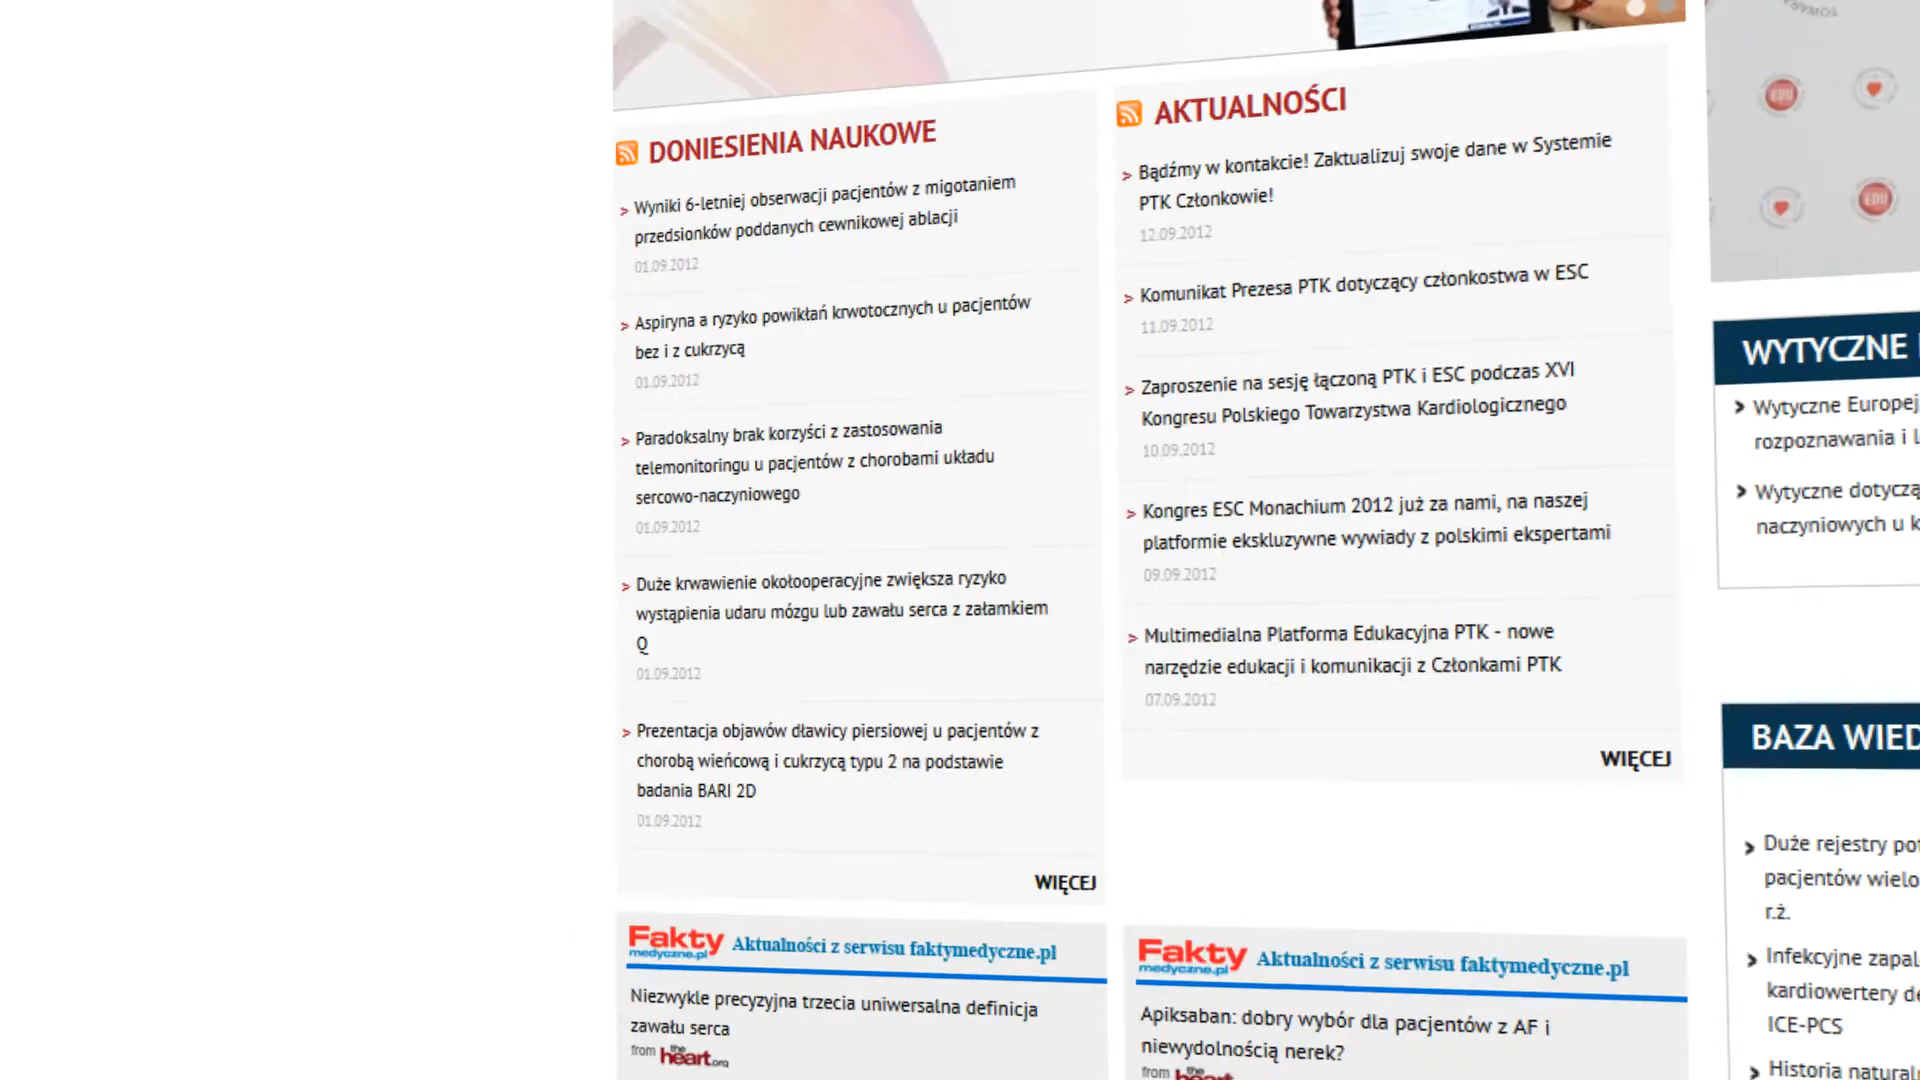 DONIESIENIA NAUKOWE
> Wyniki 6-letniej obserwacji pacjentów z migotaniem
przedsionków poddanych cewnikowej ablacji
01.09.2012
> Aspiryna a ryzyko powikłań krwotocznych u pacjentów
bez i z cukrzycą
01.09.2012
> Paradoksalny brak korzyści z zastosowania
telemonitoringu u pacjentów z chorobami układu
sercowo-naczyniowego
01.09.2012
> Duże krwawienie okołooperacyjne zwiększa ryzyko
wystąpienia udaru mózgu lub zawału serca z załamkiem
Q
01.09.2012
> Prezentacja objawów dławicy piersiowej u pacjentów z
chorobą wieńcową i cukrzycą typu 2 na podstawie
badania BARI 2D
01.09.2012
WIĘCEJ
Fakty
medyczne.pl
Aktualności z serwisu faktymedyczne.pl
Niezwykle precyzyjna trzecia uniwersalna definicja
zawału serca
from the heart.org
AKTUALNOŚCI
> Bądźmy w kontakcie! Zaktualizuj swoje dane w Systemie
PTK Członkowie!
12.09.2012
> Komunikat Prezesa PTK dotyczący członkostwa w ESC
11.09.2012
> Zaproszenie na sesję łączoną PTK i ESC podczas XVI
Kongresu Polskiego Towarzystwa Kardiologicznego
10.09.2012
> Kongres ESC Monachium 2012 już za nami, na naszej
platformie ekskluzywne wywiady z polskimi ekspertami
09.09.2012
> Multimedialna Platforma Edukacyjna PTK - nowe
narzędzie edukacji i komunikacji z Członkami PTK
07.09.2012
WIĘCEJ
Fakty
medyczne.pl
Aktualności z serwisu faktymedyczne.pl
Apiksaban: dobry wybór dla pacjentów z AF i
niewydolnością nerek?
from the heart
EDU
EDU
WYTYCZNE
> Wytyczne Europej
rozpoznawania i l
> Wytyczne dotyczą
naczyniowych u k
BAZA WIED
> Duże rejestry pot
pacjentów wielo
r.ż.
> Infekcyjne zapal
kardiowertery de
ICE-PCS
> Historia natural